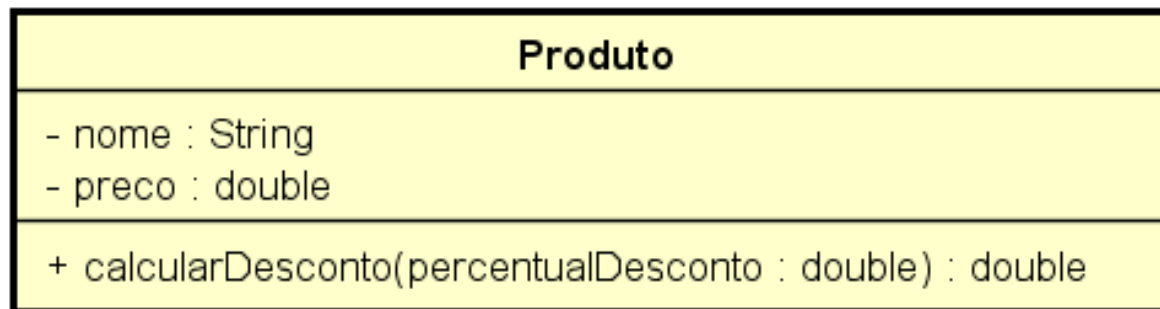 Produto
- nome : String
- preco : double
+ calcularDesconto(percentualDesconto : double) : double